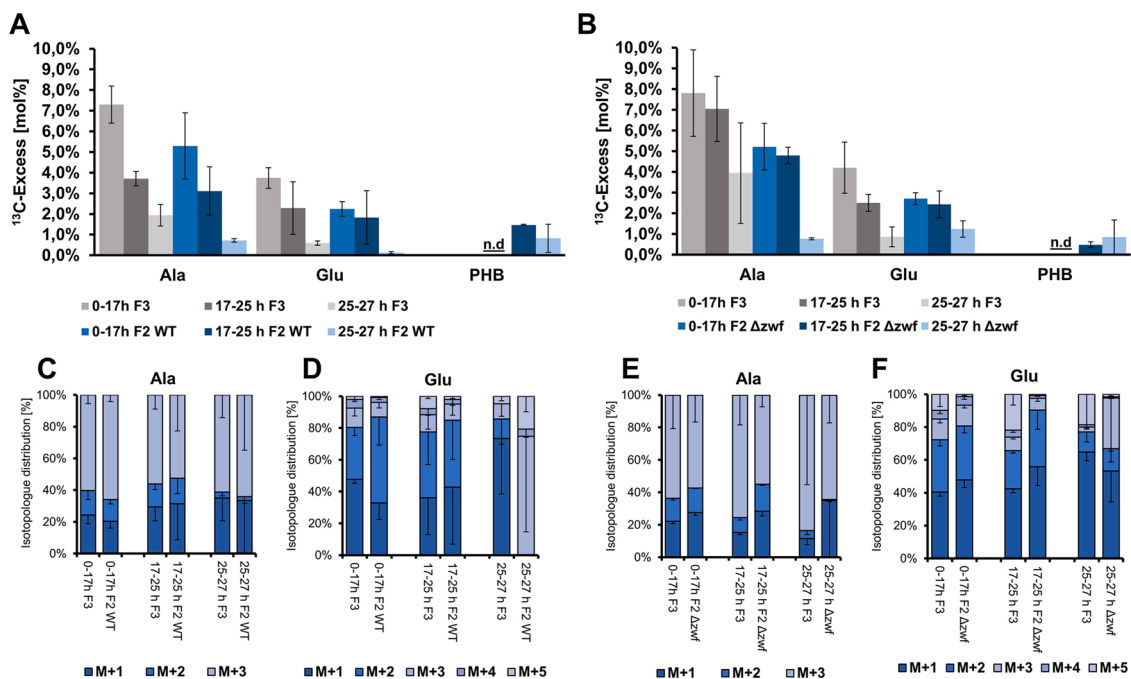 A
¹³C-Excess [mol%]
10,0%
9,0%
8,0%
7,0%
6,0%
5,0%
4,0%
3,0%
2,0%
1,0%
0,0%
n.d
Ala Glu PHB
0-17h F3 17-25 h F3 25-27 h F3
0-17h F2 WT 17-25 h F2 WT 25-27 h F2 WT
B
¹³C-Excess [mol%]
10,0%
9,0%
8,0%
7,0%
6,0%
5,0%
4,0%
3,0%
2,0%
1,0%
0,0%
n.d
Ala Glu PHB
0-17h F3 17-25 h F3 25-27 h F3
0-17h F2 Δzwf 17-25 h F2 Δzwf 25-27 h Δzwf
C
Ala
Isotopologue distribution [%]
100%
80%
60%
40%
20%
0%
0-17h F3
0-17h F2 WT
17-25 h F3
17-25 h F2 WT
25-27 h F3
25-27 h F2 WT
M+1 M+2 M+3
D
Glu
Isotopologue distribution [%]
100%
80%
60%
40%
20%
0%
0-17h F3
0-17h F2 WT
17-25 h F3
17-25 h F2 WT
25-27 h F3
25-27 h F2 WT
M+1 M+2 M+3 M+4 M+5
E
Ala
Isotopologue distribution [%]
100%
80%
60%
40%
20%
0%
0-17h F3
0-17h F2 Δzwf
17-25 h F3
17-25 h F2 Δzwf
25-27 h F3
25-27 h Δzwf
M+1 M+2 M+3
F
Glu
Isotopologue distribution [%]
100%
80%
60%
40%
20%
0%
0-17h F3
0-17h F2 Δzwf
17-25 h F3
17-25 h F2 Δzwf
25-27 h F3
25-27 h Δzwf
M+1 M+2 M+3 M+4 M+5